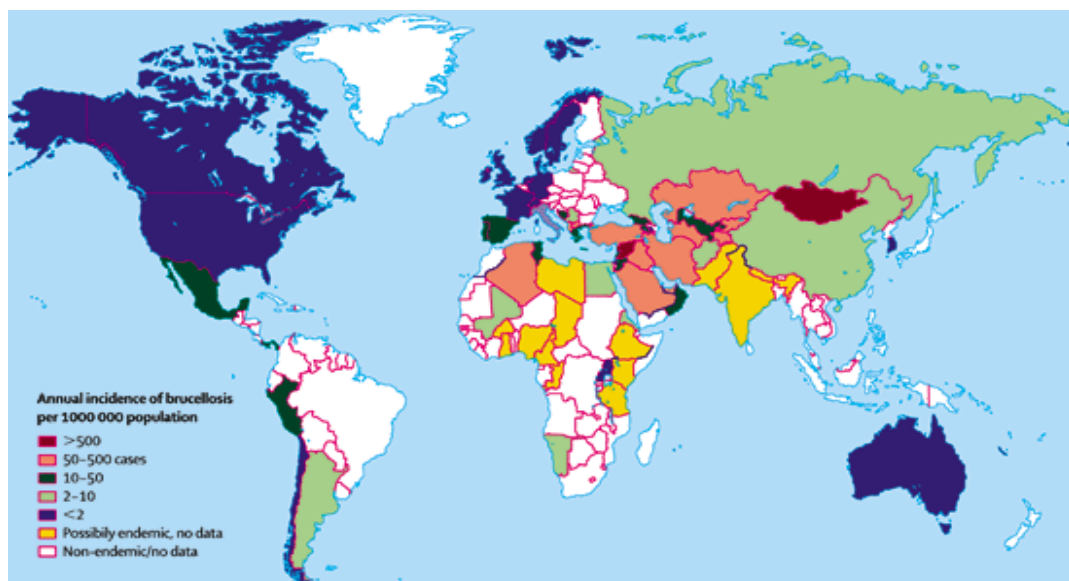 Annual incidence of brucellosis
per 1000 000 population
>500
50–500 cases
10–50
2–10
<2
Possibily endemic, no data
Non-endemic/no data